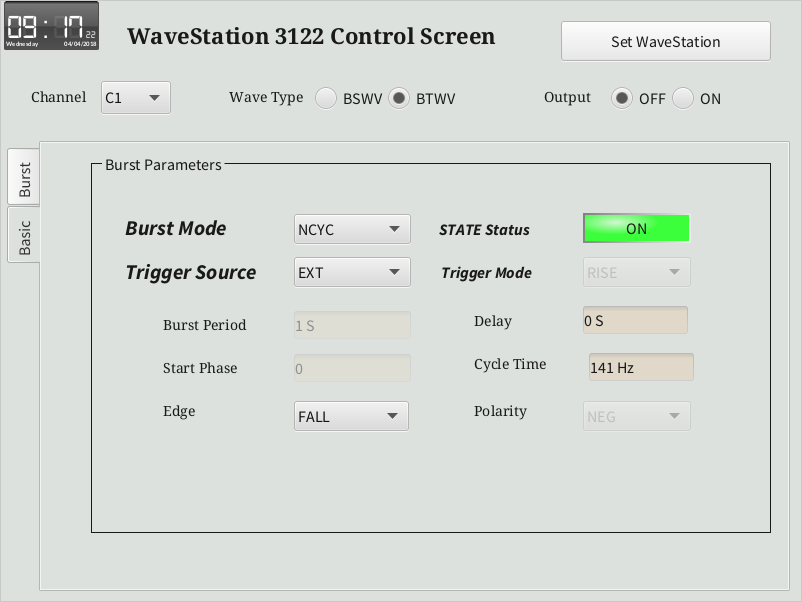 09:17 22
Wednesday 04/04/2018
WaveStation 3122 Control Screen
Set WaveStation
Channel C1 Wave Type BSWV BTWV Output OFF ON
Burst
Basic
Burst Parameters
Burst Mode NCYC STATE Status ON
Trigger Source EXT Trigger Mode RISE
Burst Period 1 S Delay 0 S
Start Phase 0 Cycle Time 141 Hz
Edge FALL Polarity NEG